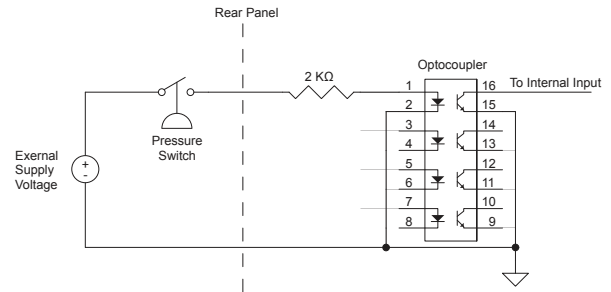 Rear Panel
2 KΩ
Optocoupler
To Internal Input
Pressure
Switch
Exernal
Supply
Voltage
+
-
1 16
2 15
3 14
4 13
5 12
6 11
7 10
8 9